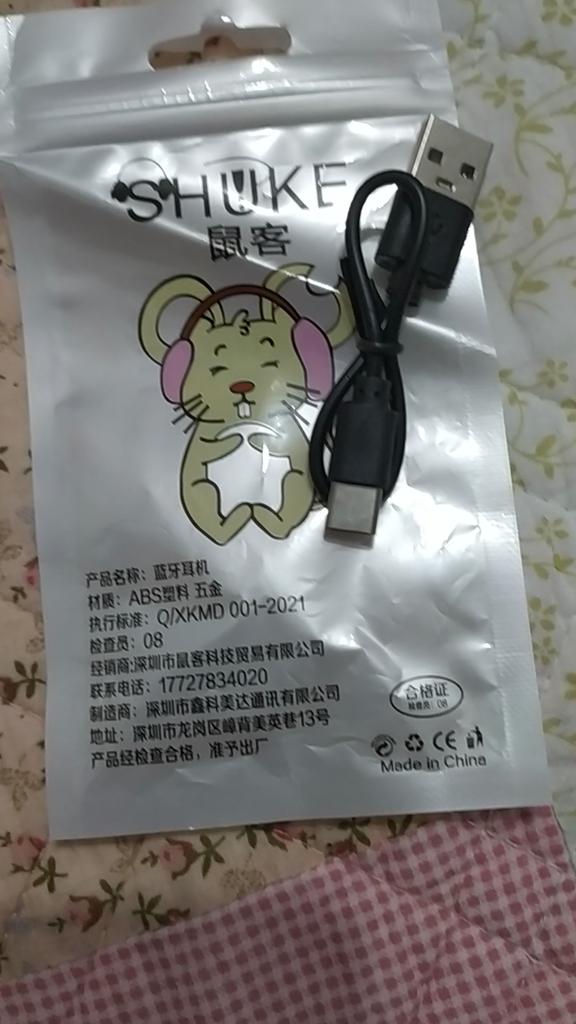 SHUKE
鼠客
产品名称：蓝牙耳机
材质：ABS塑料 五金
执行标准：Q/XKMD 001-2021
检查员：08
经销商:深圳市鼠客科技贸易有限公司
联系电话：17727834020
制造商：深圳市鑫科美达通讯有限公司
地址：深圳市龙岗区嶂背美英巷13号
产品经检查合格，准予出厂
合格证
检查员：08
CE
Made in China